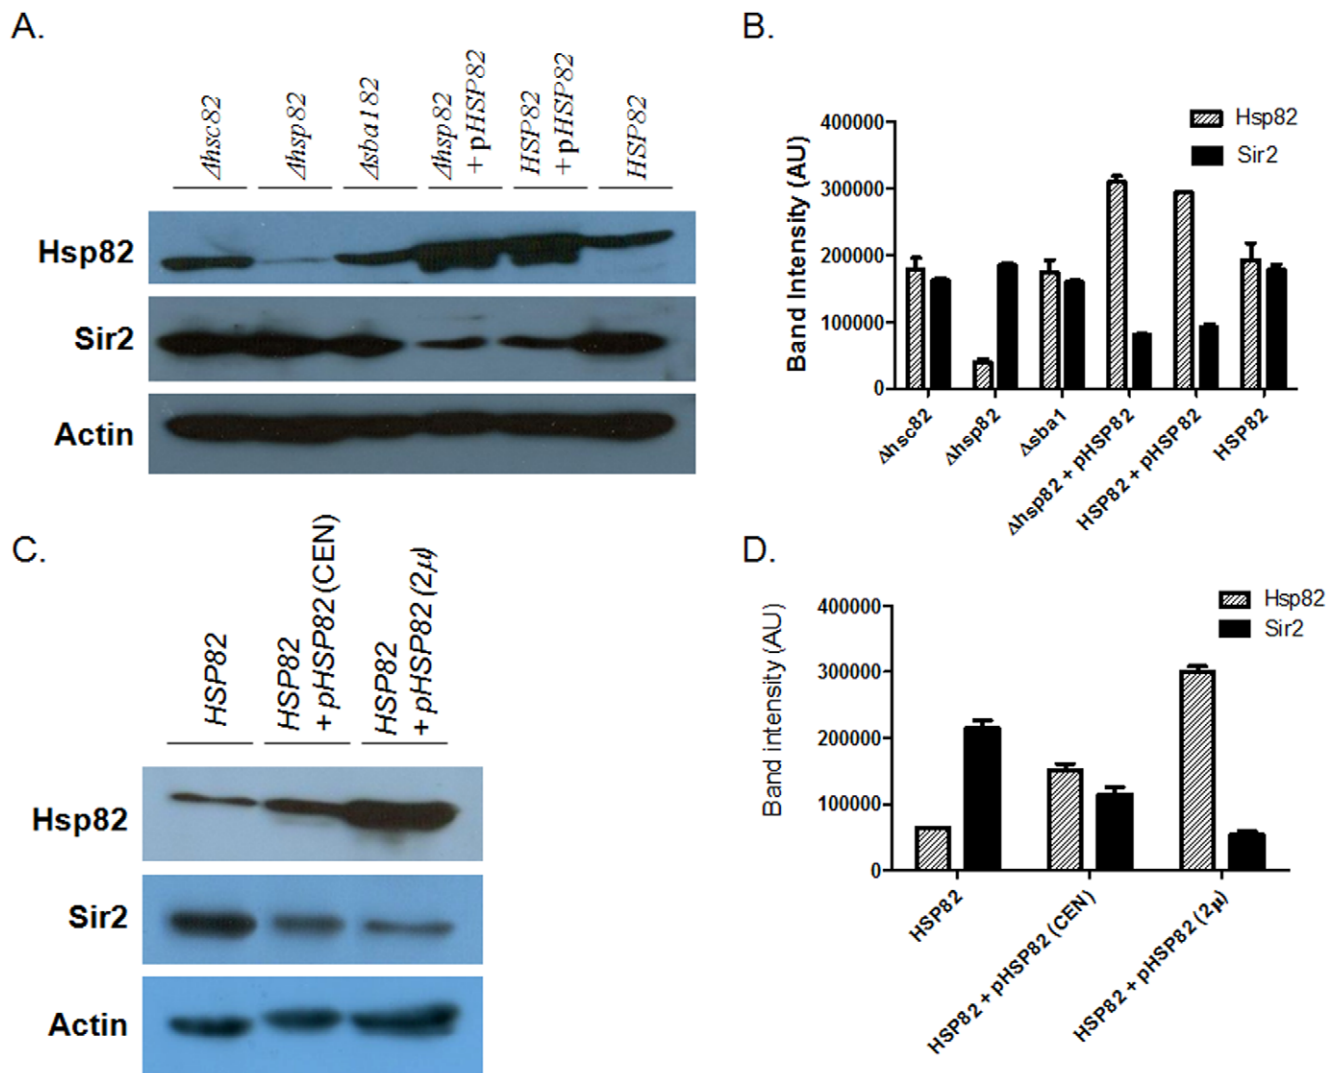 A.
Δhsc82
Δhsp82
Δsba182
Δhsp82
+ pHSP82
HSP82
+ pHSP82
HSP82
Hsp82
Sir2
Actin
B.
Hsp82
Sir2
Band Intensity (AU)
400000
300000
200000
100000
0
Δhsc82
Δhsp82
Δsba1
Δhsp82 + pHSP82
HSP82 + pHSP82
HSP82
C.
HSP82
HSP82
+ pHSP82 (CEN)
HSP82
+ pHSP82 (2μ)
Hsp82
Sir2
Actin
D.
Hsp82
Sir2
Band intensity (AU)
400000
300000
200000
100000
0
HSP82
HSP82 + pHSP82 (CEN)
HSP82 + pHSP82 (2μ)